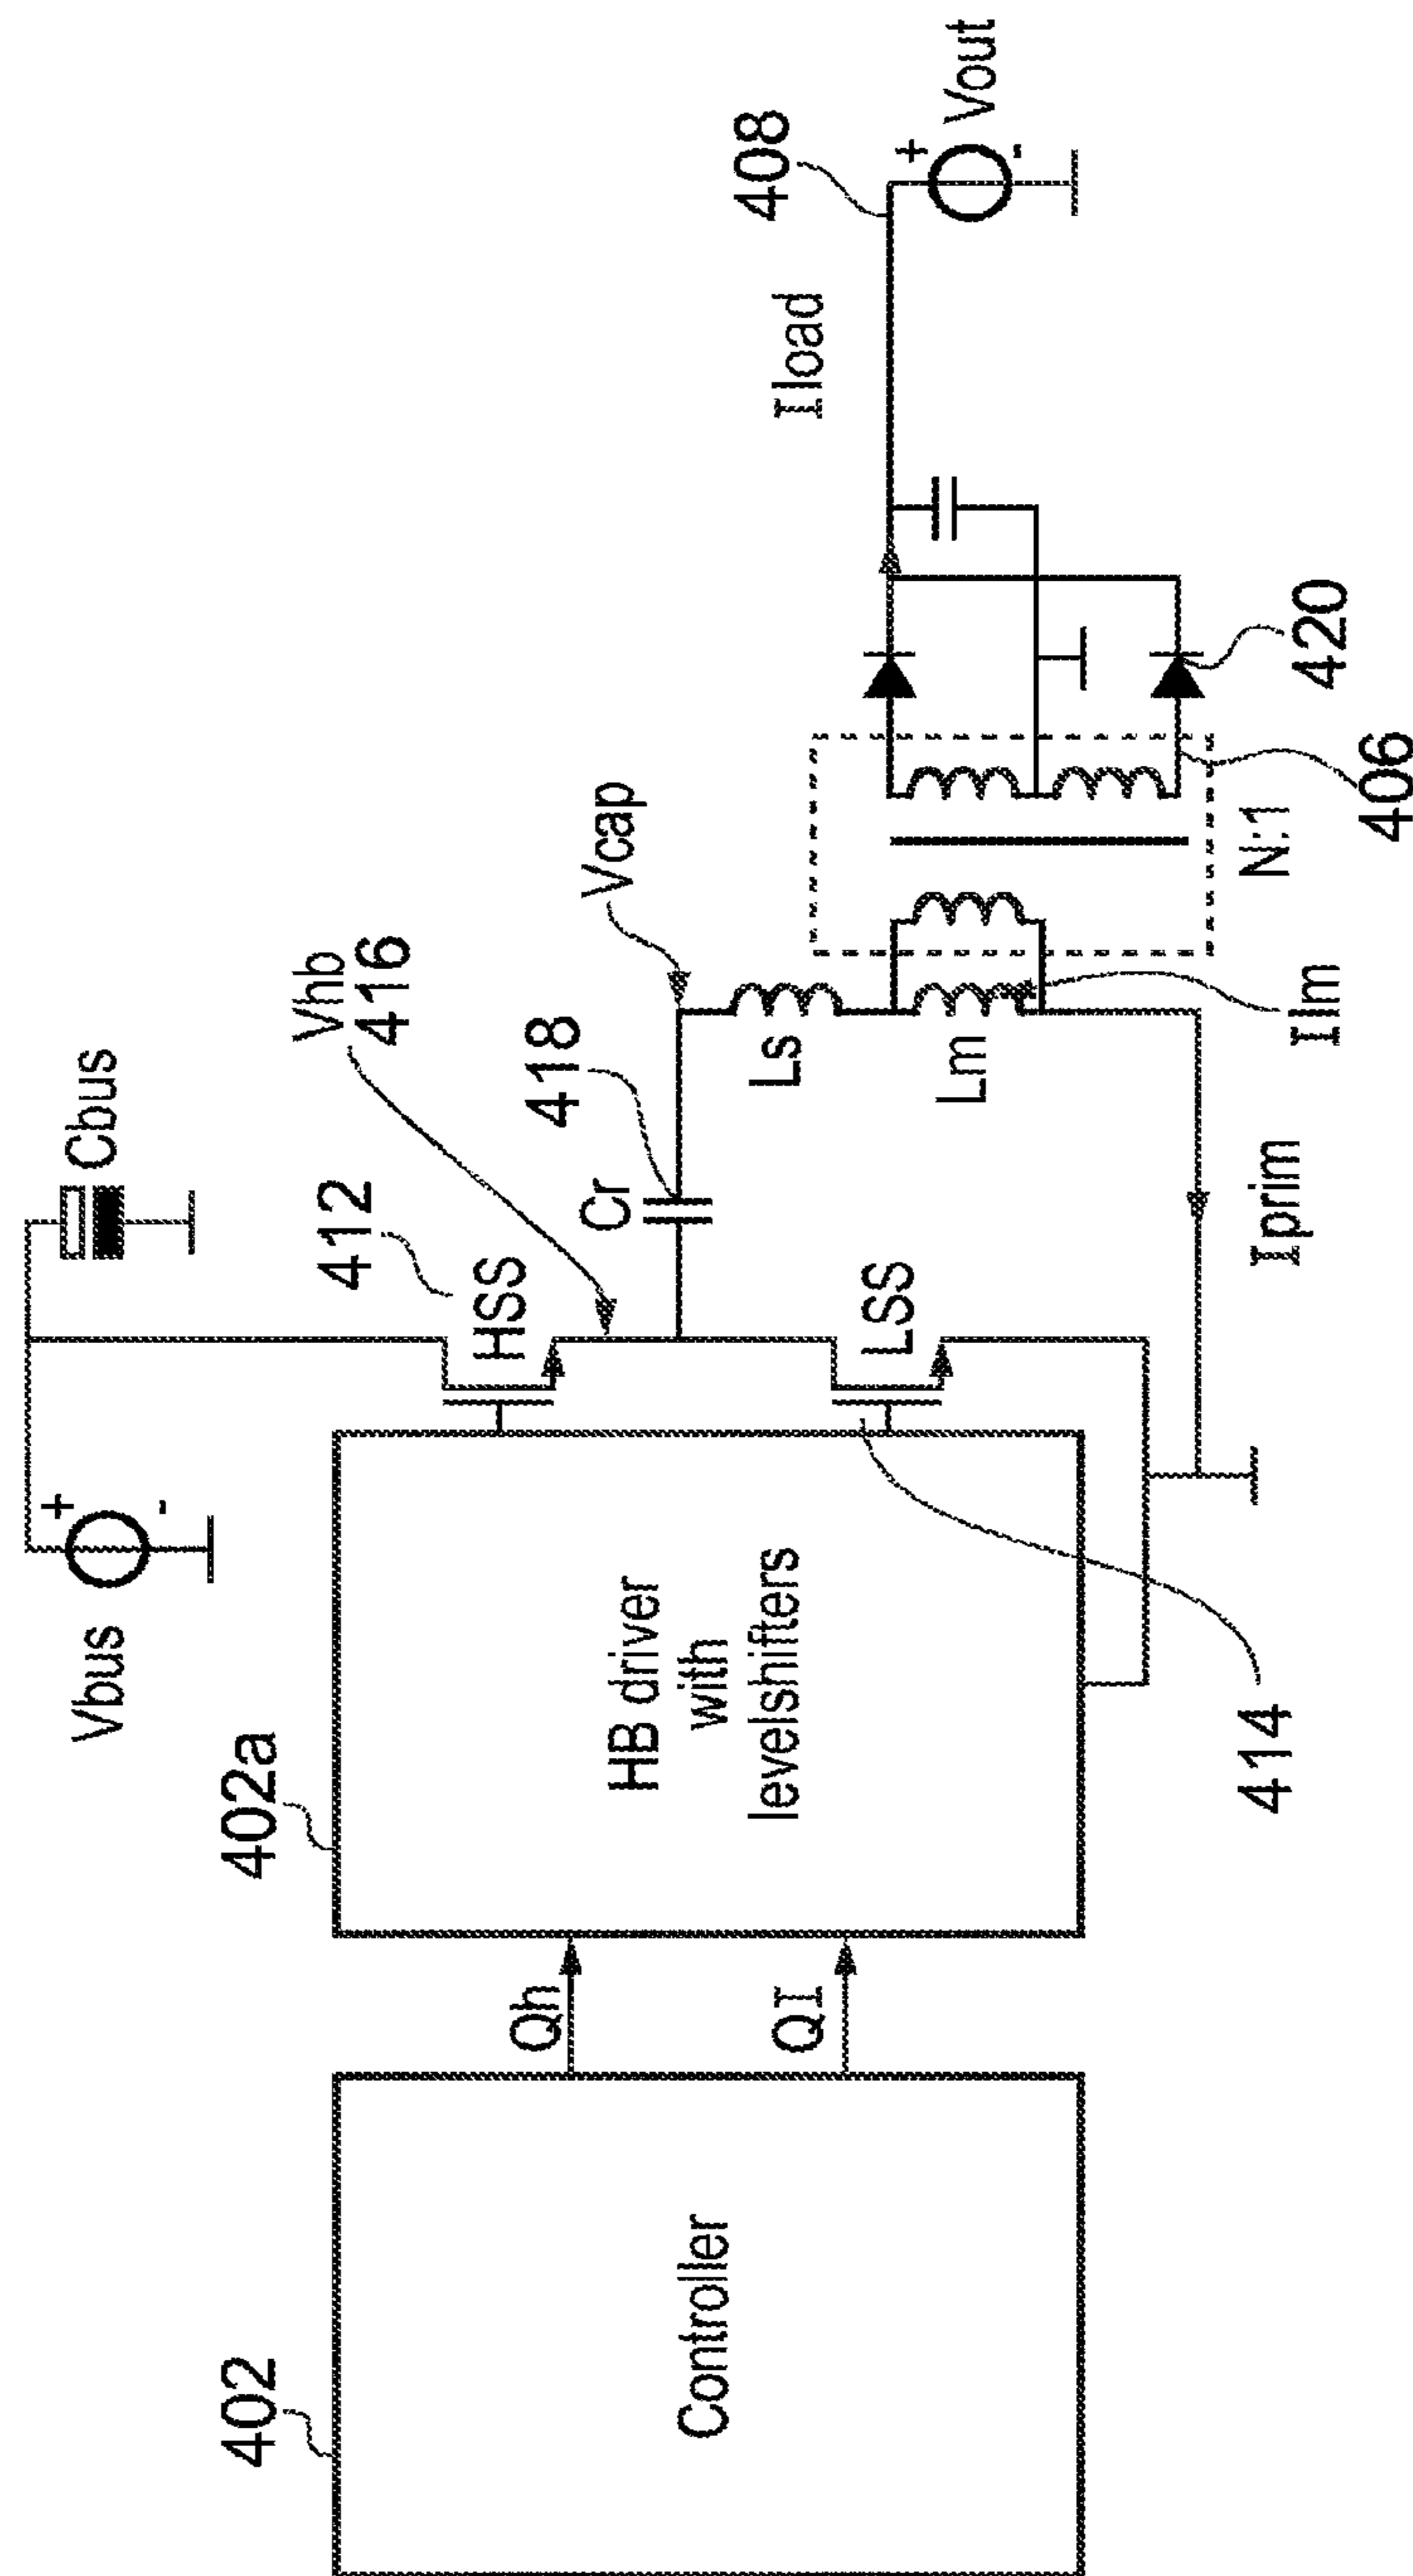 402
Controller
Qh
QI
402a
HB driver
with
levelshifters
Vbus
+
-
Cbus
412
HSS
Vhb
416
418
Cr
Vcap
LSS
414
Ls
Lm
Ilm
Iprim
N:1
406
420
Iload
408
+
-
Vout